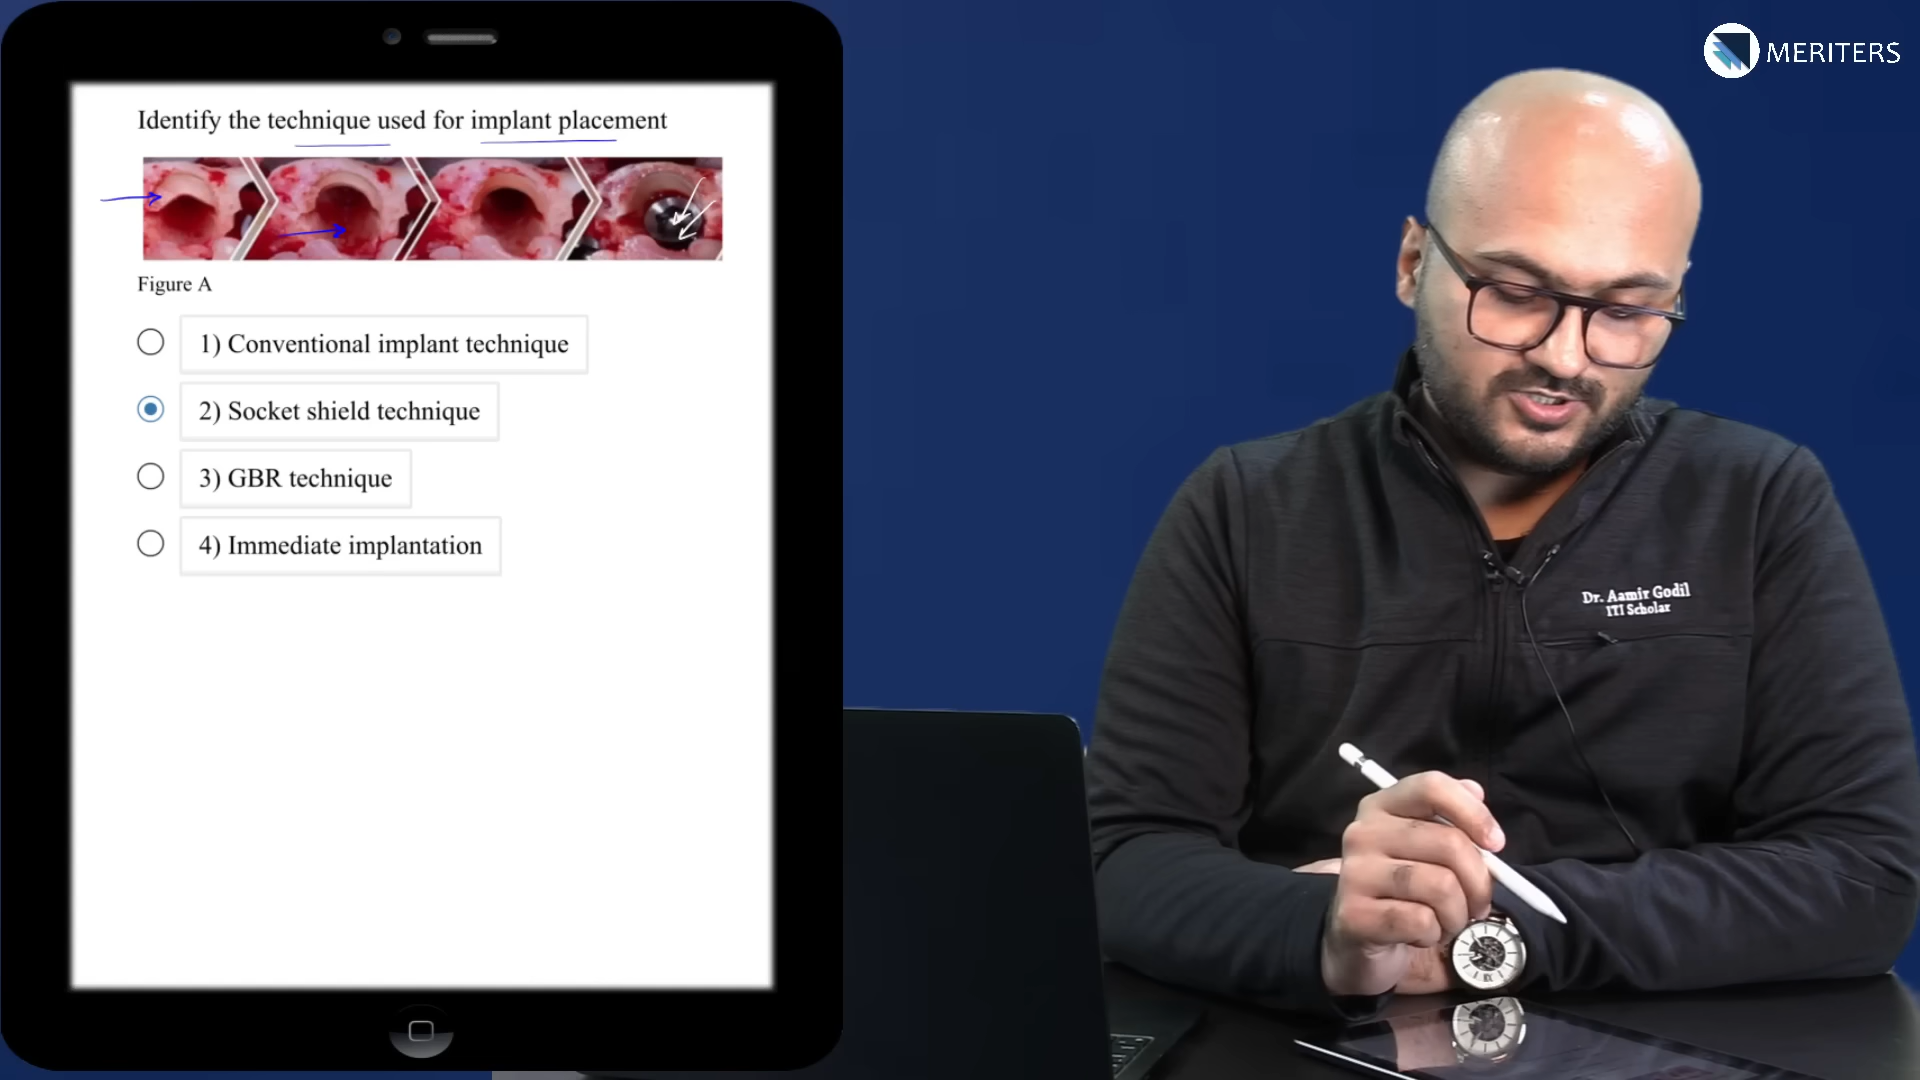 MERITERS
Identify the technique used for implant placement
Figure A
1) Conventional implant technique
2) Socket shield technique
3) GBR technique
4) Immediate implantation
Dr. Aamir Godil
ITI Scholar